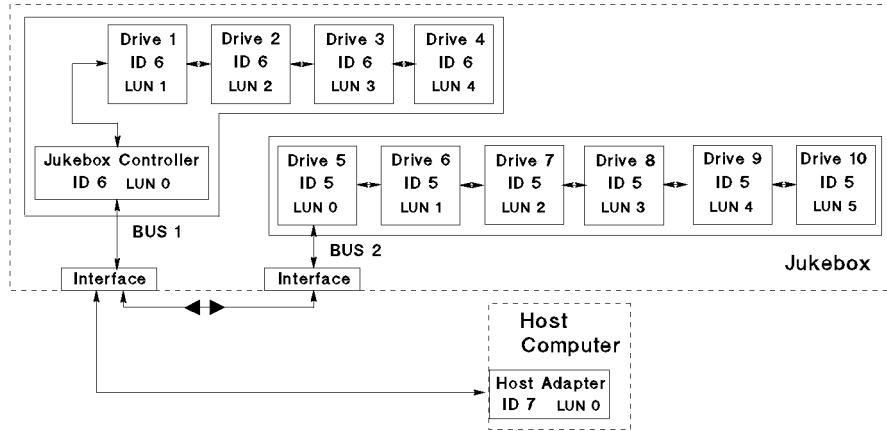 Drive 1
ID 6
LUN 1
Drive 2
ID 6
LUN 2
Drive 3
ID 6
LUN 3
Drive 4
ID 6
LUN 4
Jukebox Controller
ID 6 LUN 0
BUS 1
Drive 5
ID 5
LUN 0
Drive 6
ID 5
LUN 1
Drive 7
ID 5
LUN 2
Drive 8
ID 5
LUN 3
Drive 9
ID 5
LUN 4
Drive 10
ID 5
LUN 5
BUS 2
Jukebox
Interface
Interface
Host
Computer
Host Adapter
ID 7 LUN 0